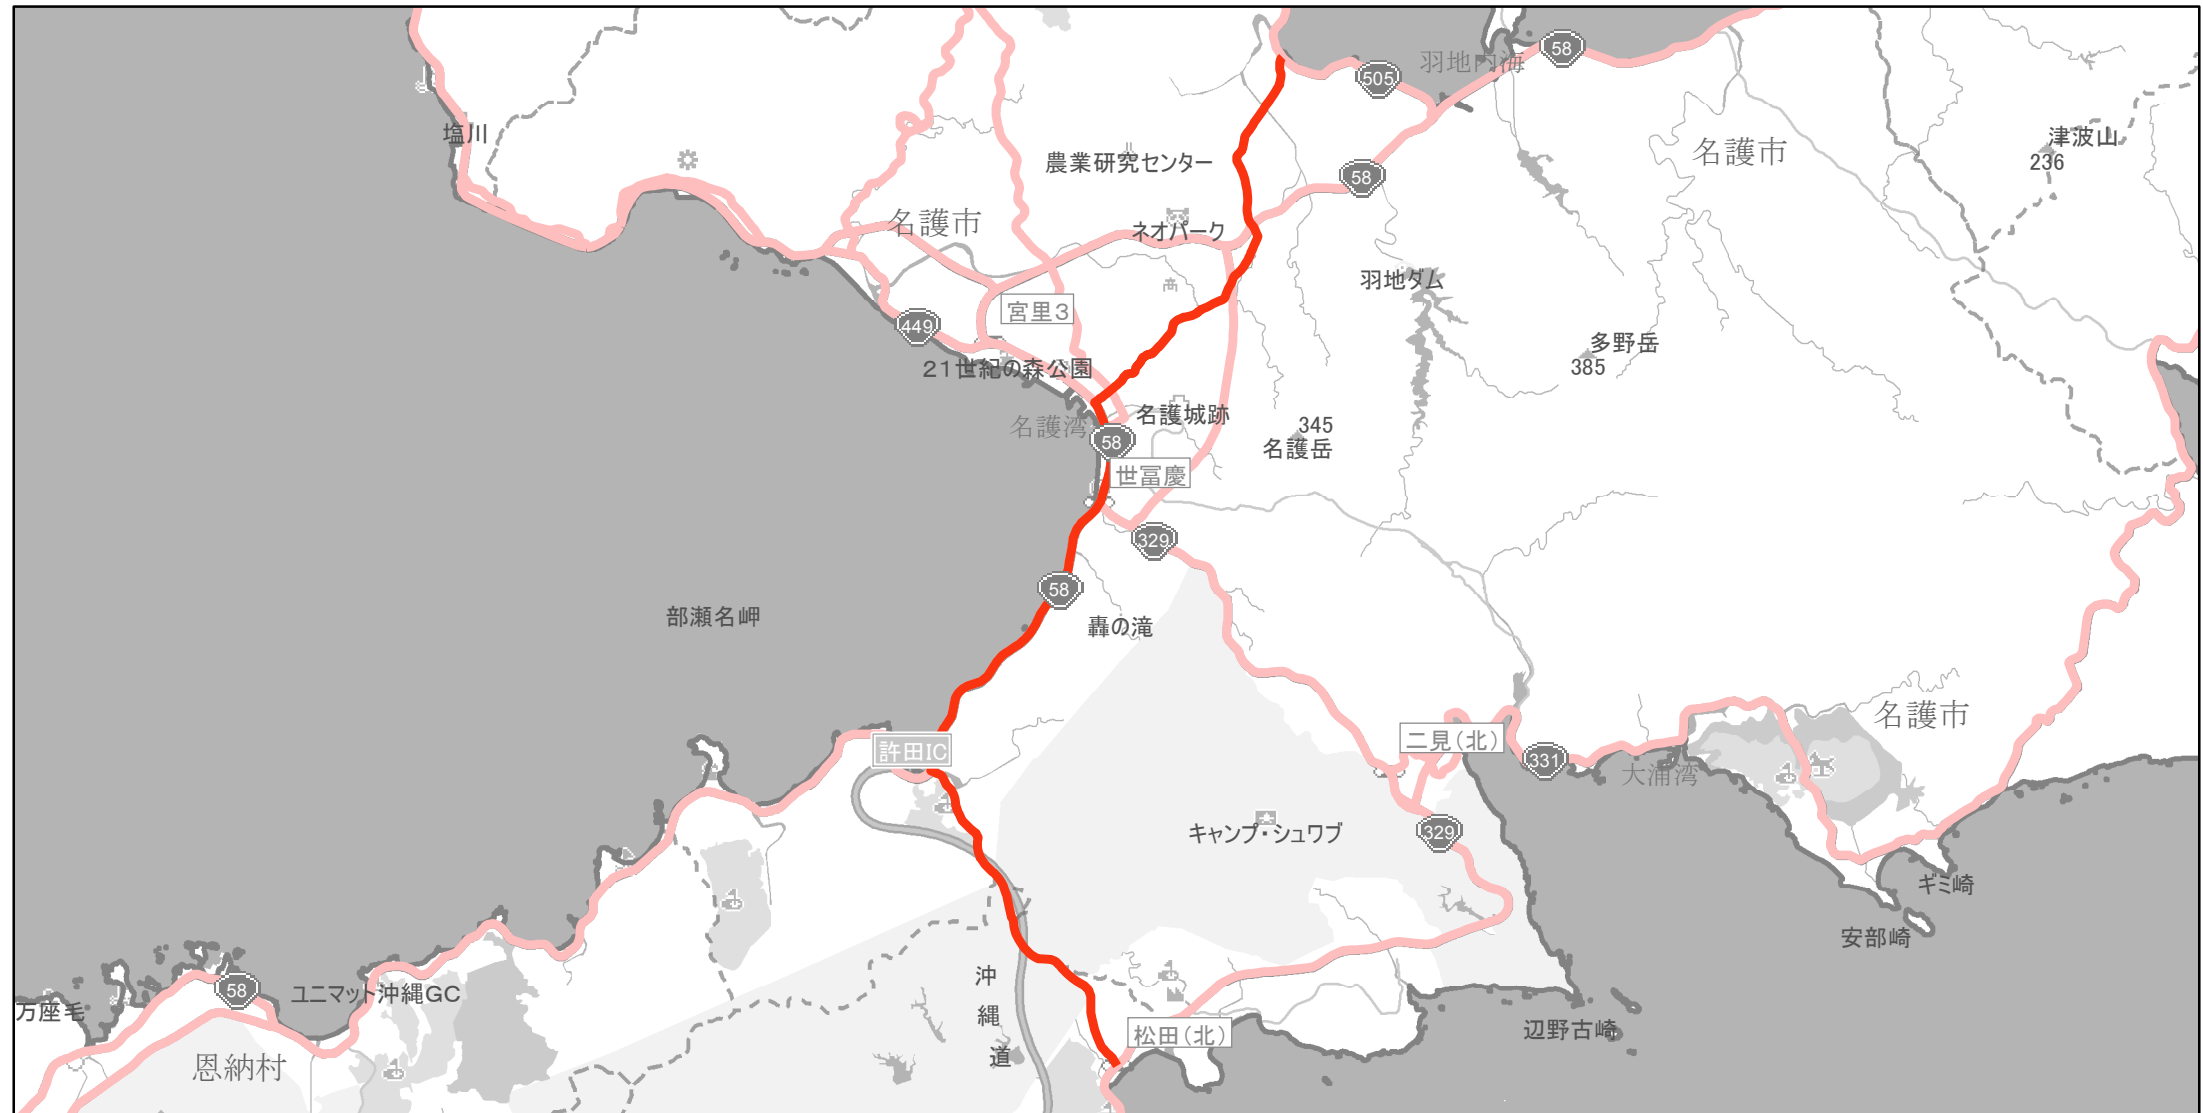 58
羽地内海
505
塩川
農業研究センター
名護市
津波山
236
58
名護市
ネオパーク
羽地ダム
宮里3
449
多野岳
385
21世紀の森公園
名護城跡
名護湾
58
345
名護岳
世冨慶
329
58
部瀬名岬
轟の滝
名護市
許田IC
二見(北)
331
大浦湾
キャンプ・シュワブ
329
ギミ崎
安部崎
沖縄道
58
ユニマット沖縄GC
万座毛
辺野古崎
松田(北)
恩納村